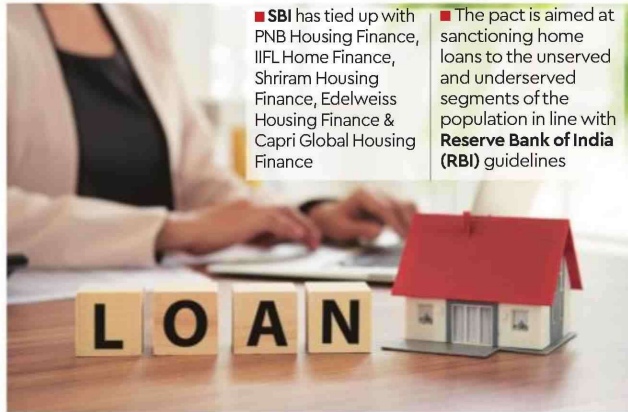 ■ SBI has tied up with
PNB Housing Finance,
IIFL Home Finance,
Shriram Housing
Finance, Edelweiss
Housing Finance &
Capri Global Housing
Finance
■ The pact is aimed at
sanctioning home
loans to the unserved
and underserved
segments of the
population in line with
Reserve Bank of India
(RBI) guidelines
LOAN